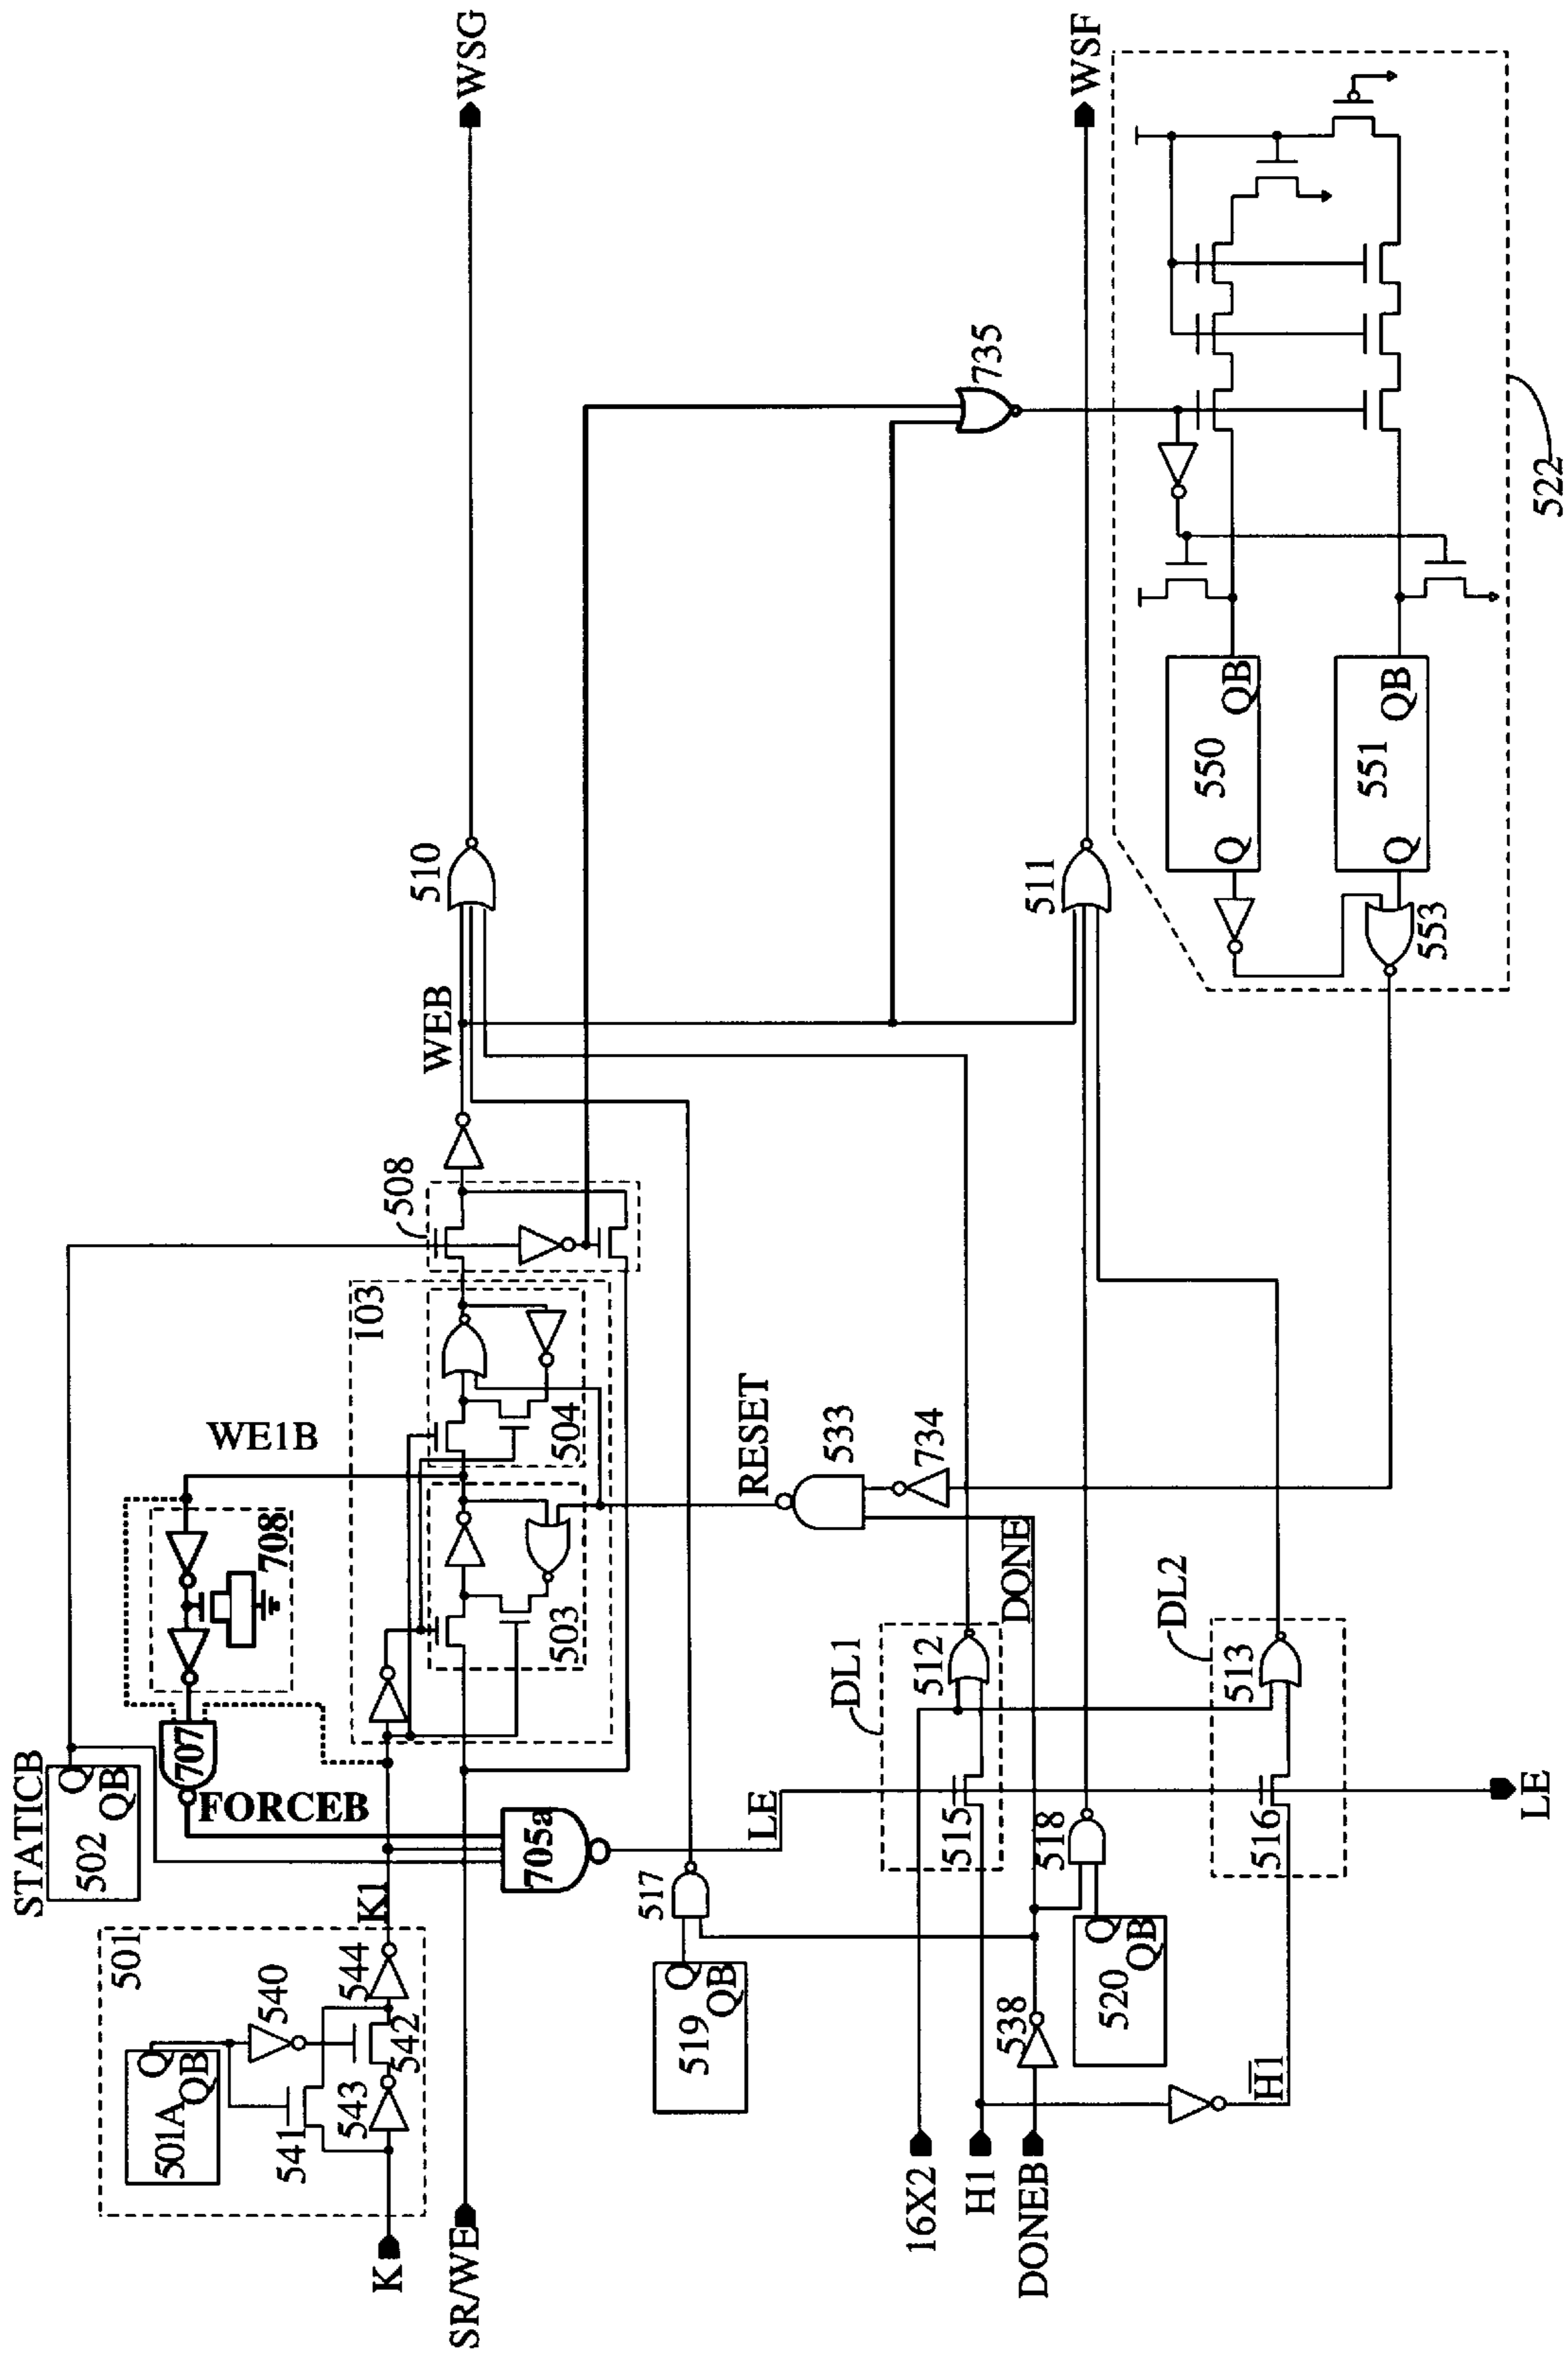 K
SR/WE
16X2
H1
DONEB
501
501A
Q
QB
540
541
542
543
544
K1
STATICB
502
Q
QB
707
FORCEB
705a
708
WE1B
103
503
504
508
WEB
510
WSG
519
Q
QB
517
LE
538
520
Q
QB
518
H1
DL1
512
515
DONE
DL2
513
516
LE
RESET
533
734
511
735
WSF
550
Q
QB
551
Q
QB
553
522